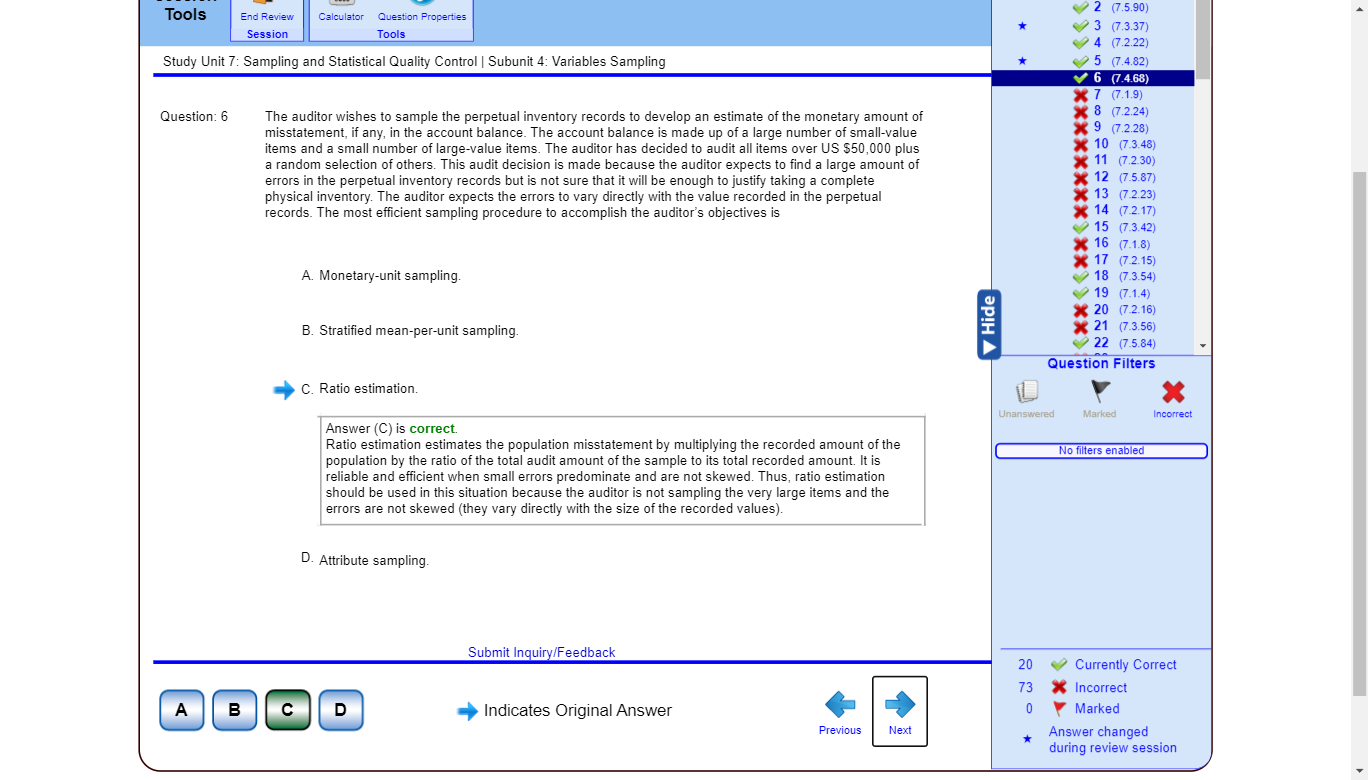 Tools
End Review
Session
Calculator
Question Properties
Tools
Study Unit 7: Sampling and Statistical Quality Control | Subunit 4: Variables Sampling
Question: 6
The auditor wishes to sample the perpetual inventory records to develop an estimate of the monetary amount of
misstatement, if any, in the account balance. The account balance is made up of a large number of small-value
items and a small number of large-value items. The auditor has decided to audit all items over US $50,000 plus
a random selection of others. This audit decision is made because the auditor expects to find a large amount of
errors in the perpetual inventory records but is not sure that it will be enough to justify taking a complete
physical inventory. The auditor expects the errors to vary directly with the value recorded in the perpetual
records. The most efficient sampling procedure to accomplish the auditor's objectives is
A. Monetary-unit sampling.
B. Stratified mean-per-unit sampling.
C. Ratio estimation.
Answer (C) is correct.
Ratio estimation estimates the population misstatement by multiplying the recorded amount of the
population by the ratio of the total audit amount of the sample to its total recorded amount. It is
reliable and efficient when small errors predominate and are not skewed. Thus, ratio estimation
should be used in this situation because the auditor is not sampling the very large items and the
errors are not skewed (they vary directly with the size of the recorded values).
D. Attribute sampling.
Submit Inquiry/Feedback
A B C D
Indicates Original Answer
Previous
Next
2 (7.5.90)
3 (7.3.37)
4 (7.2.22)
5 (7.4.82)
6 (7.4.68)
7 (7.1.9)
8 (7.2.24)
9 (7.2.28)
10 (7.3.48)
11 (7.2.30)
12 (7.5.87)
13 (7.2.23)
14 (7.2.17)
15 (7.3.42)
16 (7.1.8)
17 (7.2.15)
18 (7.3.54)
19 (7.1.4)
20 (7.2.16)
21 (7.3.56)
22 (7.5.84)
Hide
Question Filters
Unanswered
Marked
Incorrect
No filters enabled
20 Currently Correct
73 Incorrect
0 Marked
Answer changed
during review session